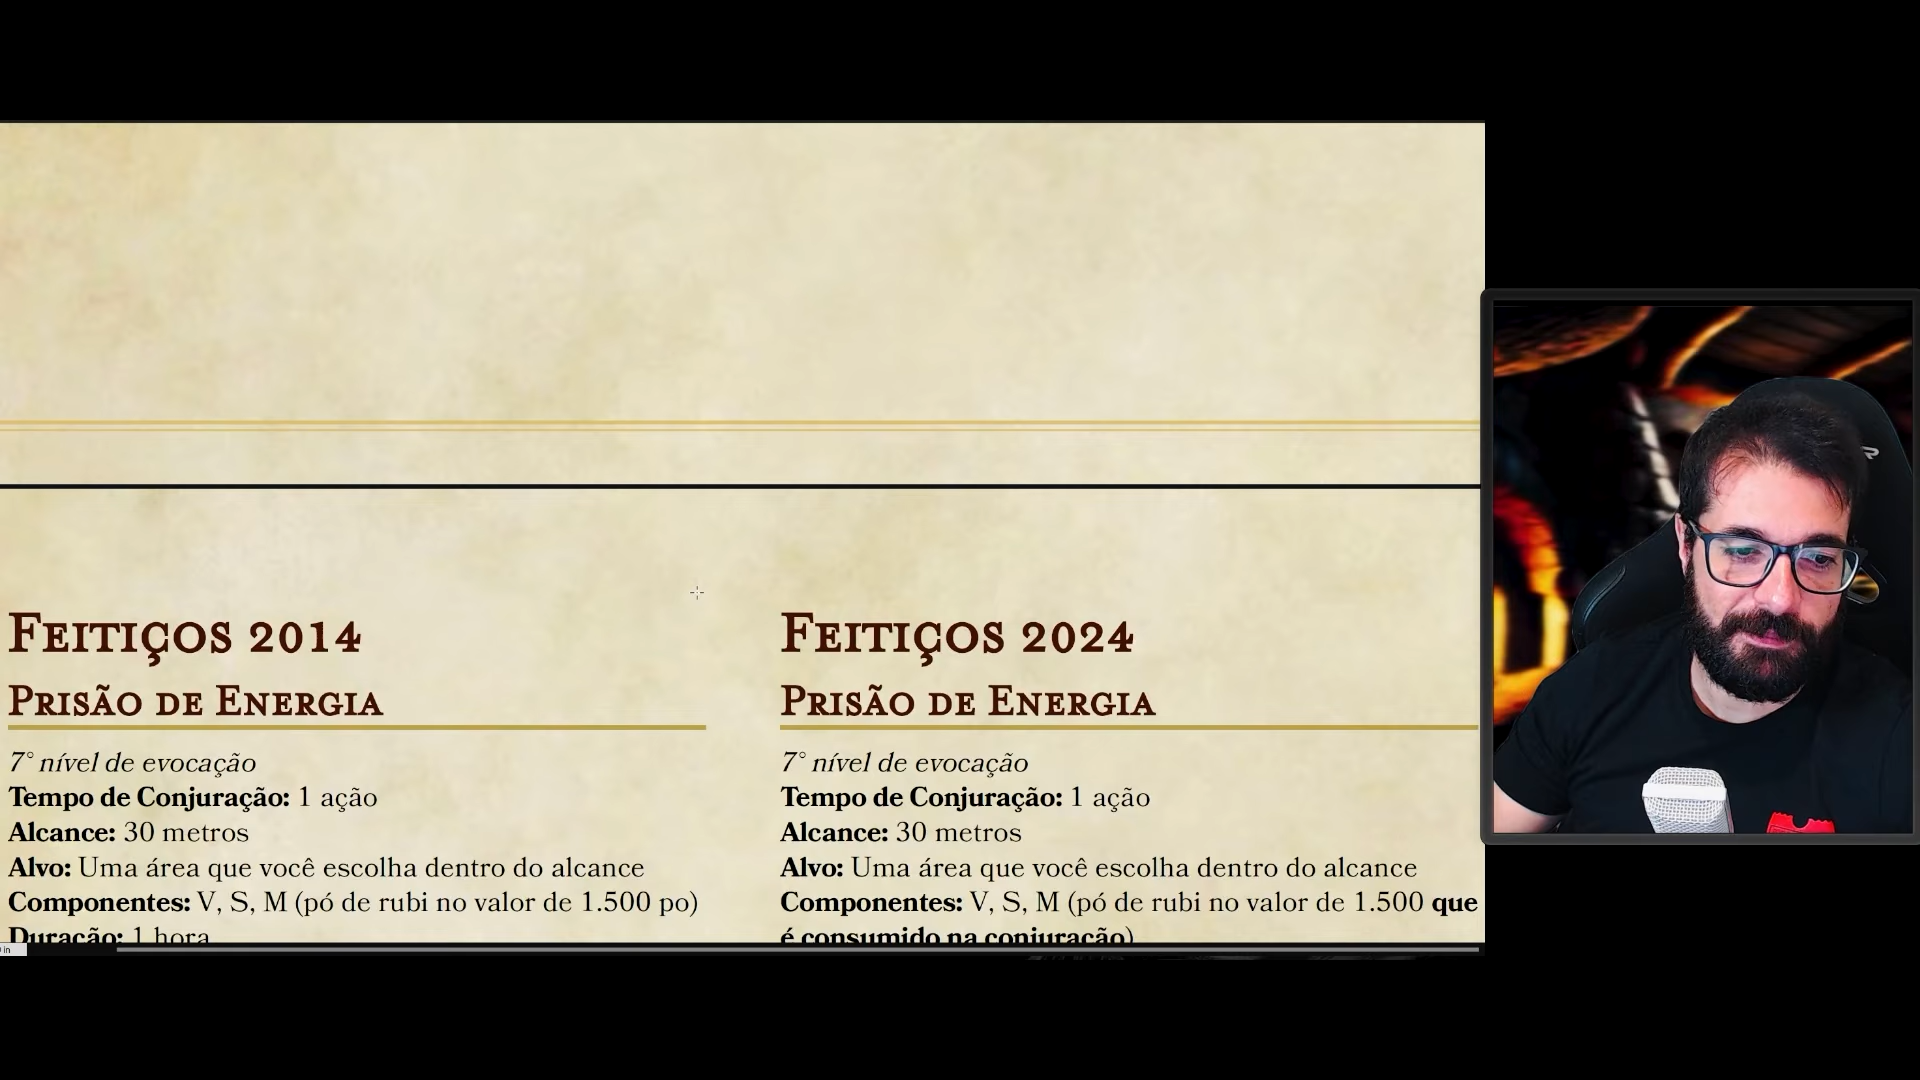 Feitiços 2014
Prisão de Energia
7° nível de evocação
Tempo de Conjuração: 1 ação
Alcance: 30 metros
Alvo: Uma área que você escolha dentro do alcance
Componentes: V, S, M (pó de rubi no valor de 1.500 po)
Duração: 1 hora
Feitiços 2024
Prisão de Energia
7° nível de evocação
Tempo de Conjuração: 1 ação
Alcance: 30 metros
Alvo: Uma área que você escolha dentro do alcance
Componentes: V, S, M (pó de rubi no valor de 1.500 que
é consumido na conjuração)
in
R